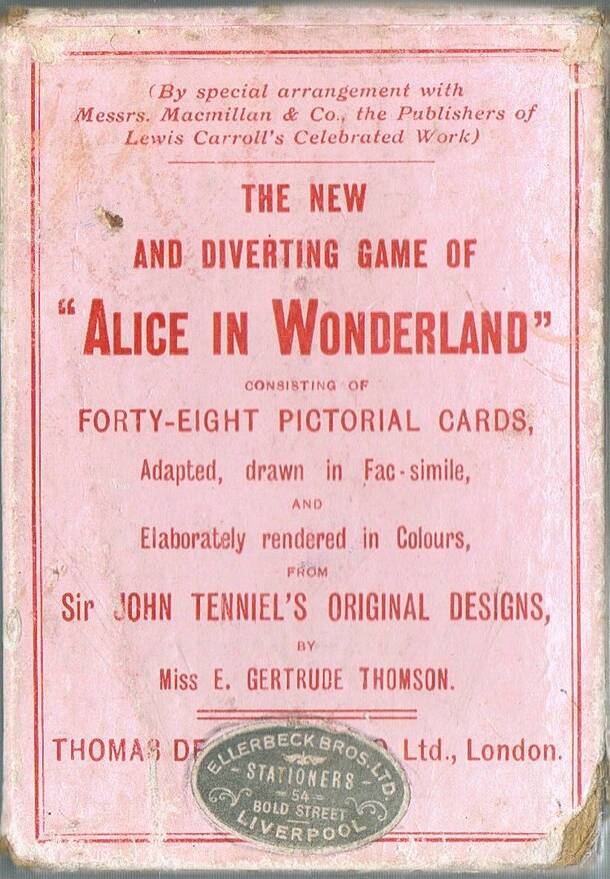 (By special arrangement with
Messrs. Macmillan & Co., the Publishers of
Lewis Carroll's Celebrated Work)
THE NEW
AND DIVERTING GAME OF
"ALICE IN WONDERLAND"
CONSISTING OF
FORTY-EIGHT PICTORIAL CARDS,
Adapted, drawn in Fac-simile,
AND
Elaborately rendered in Colours,
FROM
Sir JOHN TENNIEL'S ORIGINAL DESIGNS,
BY
Miss E. GERTRUDE THOMSON.
THOMAS Ltd., London.
ELLERBECK BROS. LTD
STATIONERS
54
BOLD STREET
LIVERPOOL